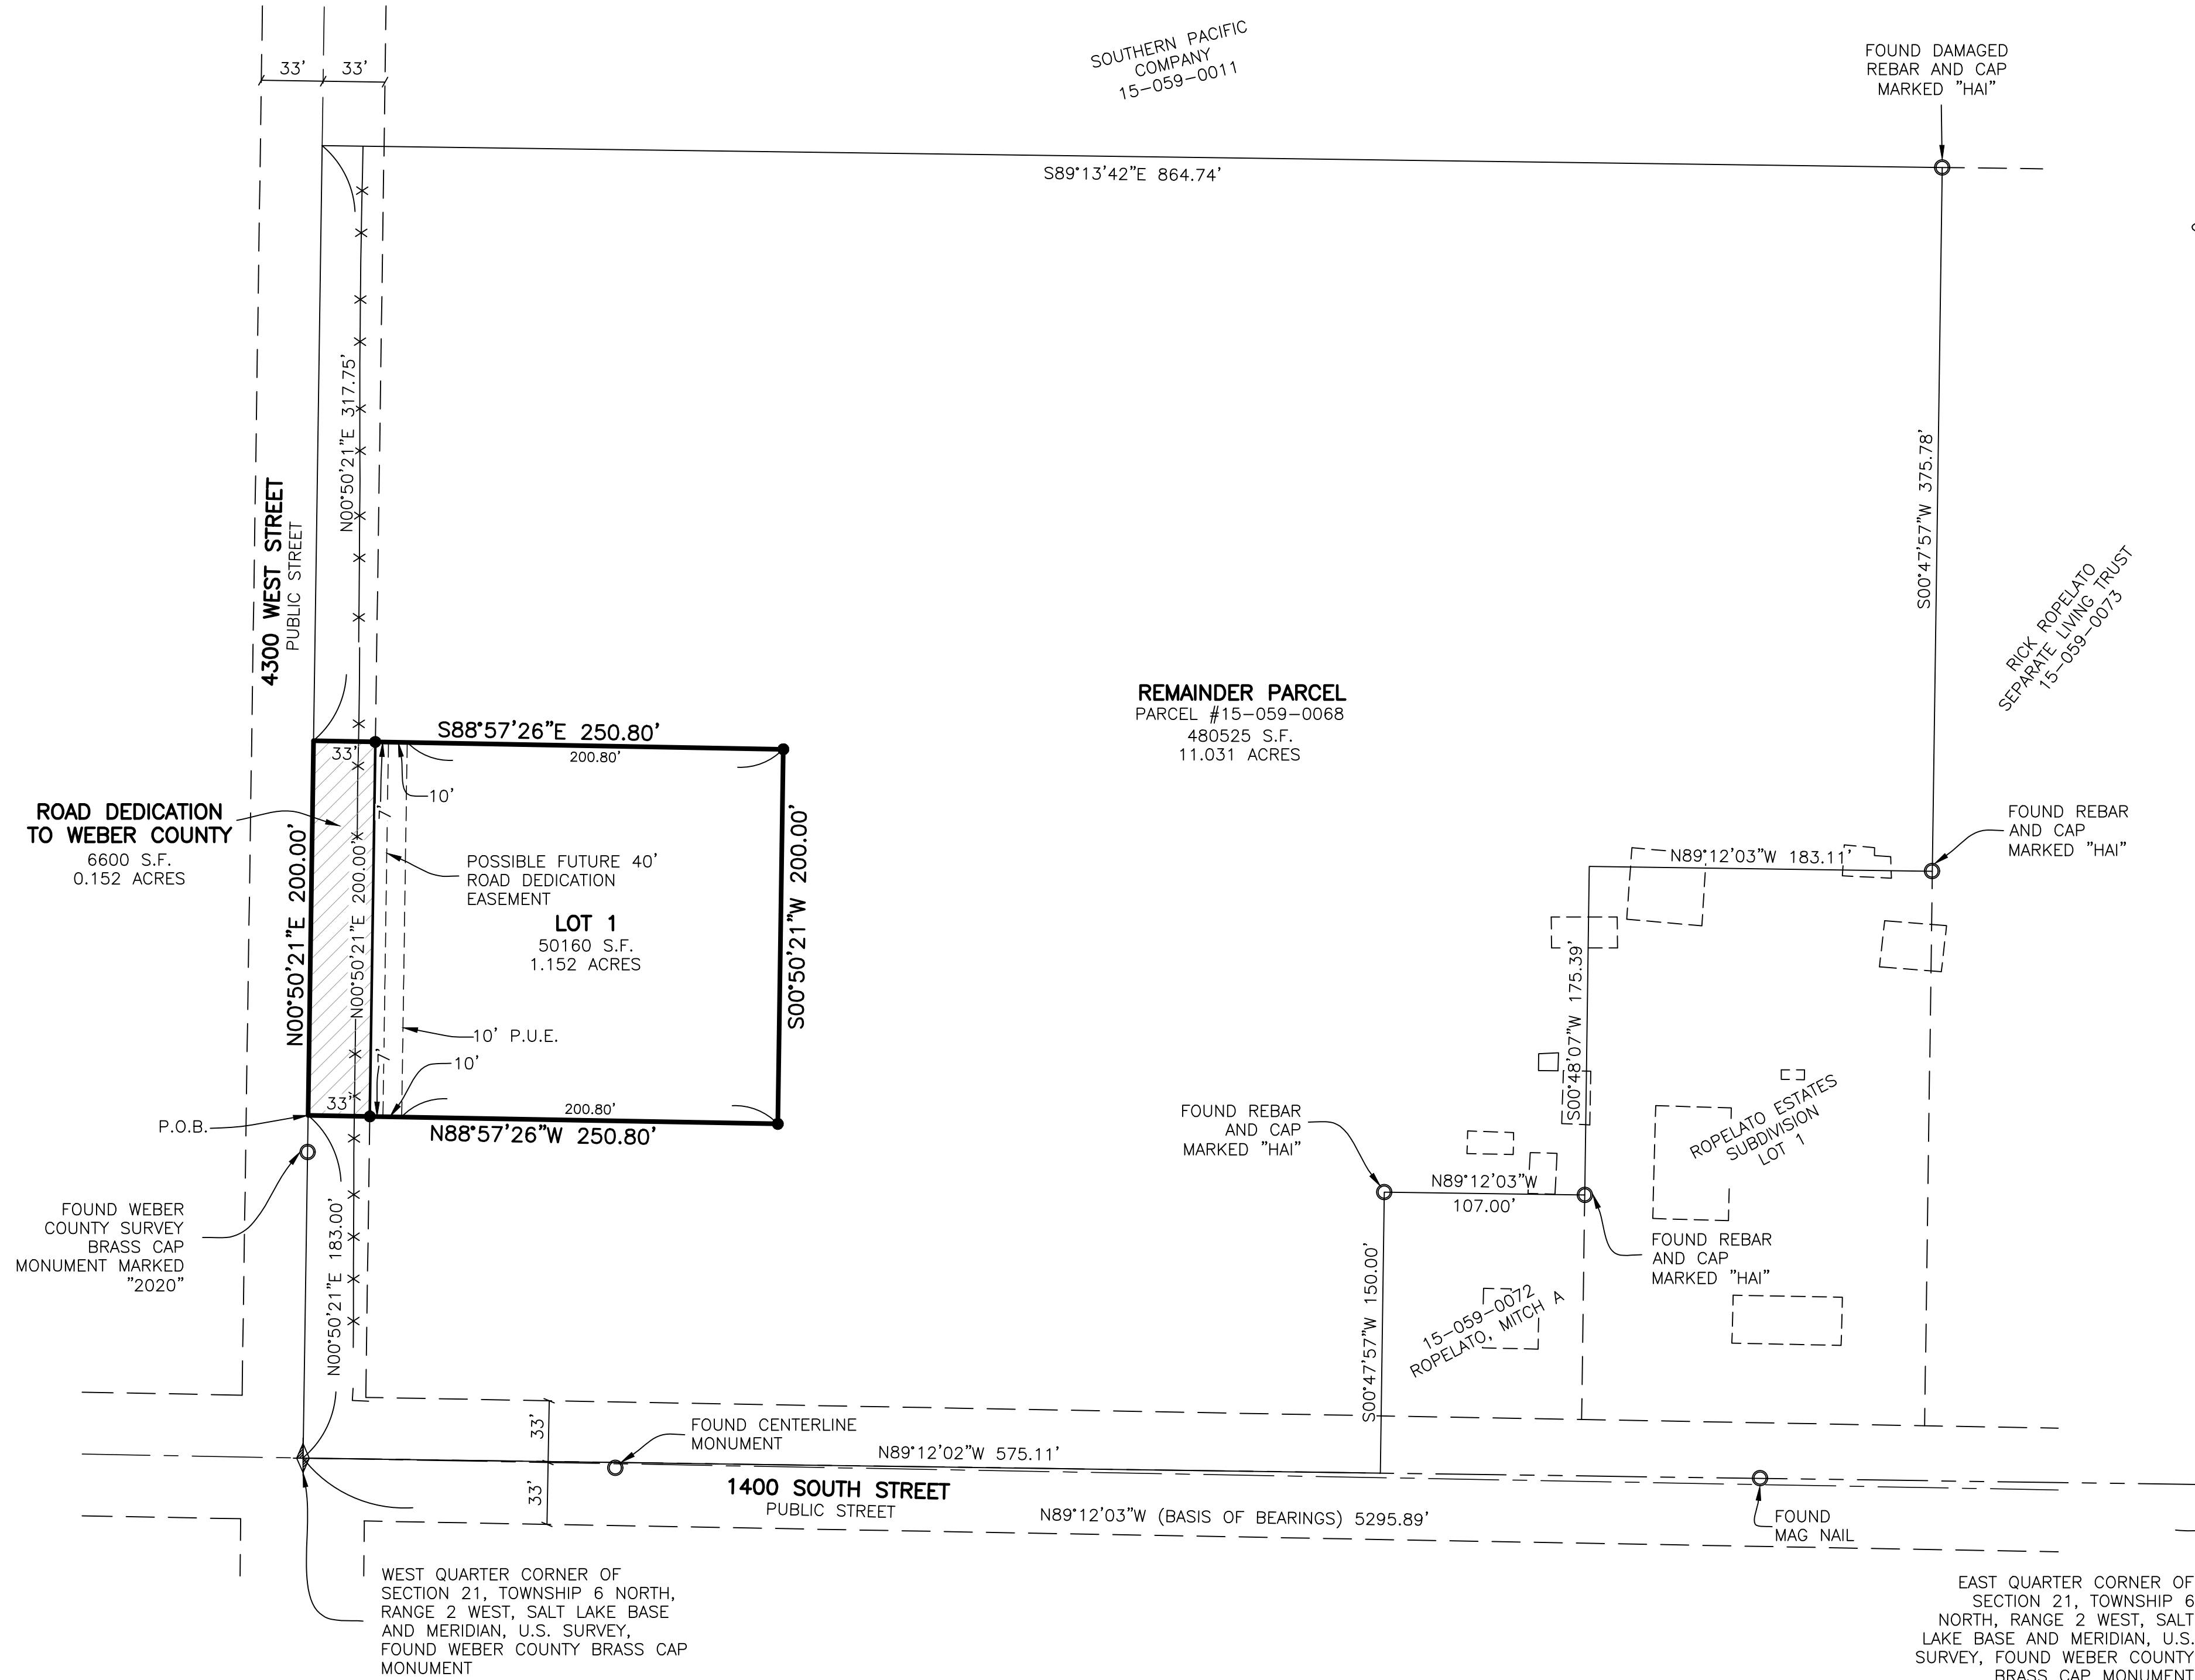 33'
33'
SOUTHERN PACIFIC
COMPANY
15-059-0011
FOUND DAMAGED
REBAR AND CAP
MARKED "HAI"
S89°13'42"E 864.74'
N00°50'21"E 317.75'
S00°47'57"W 375.78'
4300 WEST STREET
PUBLIC STREET
RICK ROPELATO
SEPARATE LIVING TRUST
15-059-0073
REMAINDER PARCEL
PARCEL #15-059-0068
480525 S.F.
11.031 ACRES
S88°57'26"E 250.80'
33'
200.80'
10'
7'
ROAD DEDICATION
TO WEBER COUNTY
6600 S.F.
0.152 ACRES
N00°50'21"E 200.00'
N00°50'21"E 200.00'
POSSIBLE FUTURE 40'
ROAD DEDICATION
EASEMENT
LOT 1
50160 S.F.
1.152 ACRES
S00°50'21"W 200.00'
FOUND REBAR
AND CAP
MARKED "HAI"
N89°12'03"W 183.11'
S00°48'07"W 175.39'
10' P.U.E.
7'
10'
33'
200.80'
P.O.B.
N88°57'26"W 250.80'
FOUND REBAR
AND CAP
MARKED "HAI"
ROPELATO ESTATES
SUBDIVISION
LOT 1
N89°12'03"W
107.00'
FOUND WEBER
COUNTY SURVEY
BRASS CAP
MONUMENT MARKED
"2020"
N00°50'21"E 183.00'
FOUND REBAR
AND CAP
MARKED "HAI"
S00°47'57"W 150.00'
15-059-0072
ROPELATO, MITCH A
33'
33'
FOUND CENTERLINE
MONUMENT
N89°12'02"W 575.11'
1400 SOUTH STREET
PUBLIC STREET
N89°12'03"W (BASIS OF BEARINGS) 5295.89'
FOUND
MAG NAIL
WEST QUARTER CORNER OF
SECTION 21, TOWNSHIP 6 NORTH,
RANGE 2 WEST, SALT LAKE BASE
AND MERIDIAN, U.S. SURVEY,
FOUND WEBER COUNTY BRASS CAP
MONUMENT
EAST QUARTER CORNER OF
SECTION 21, TOWNSHIP 6
NORTH, RANGE 2 WEST, SALT
LAKE BASE AND MERIDIAN, U.S.
SURVEY, FOUND WEBER COUNTY
BRASS CAP MONUMENT